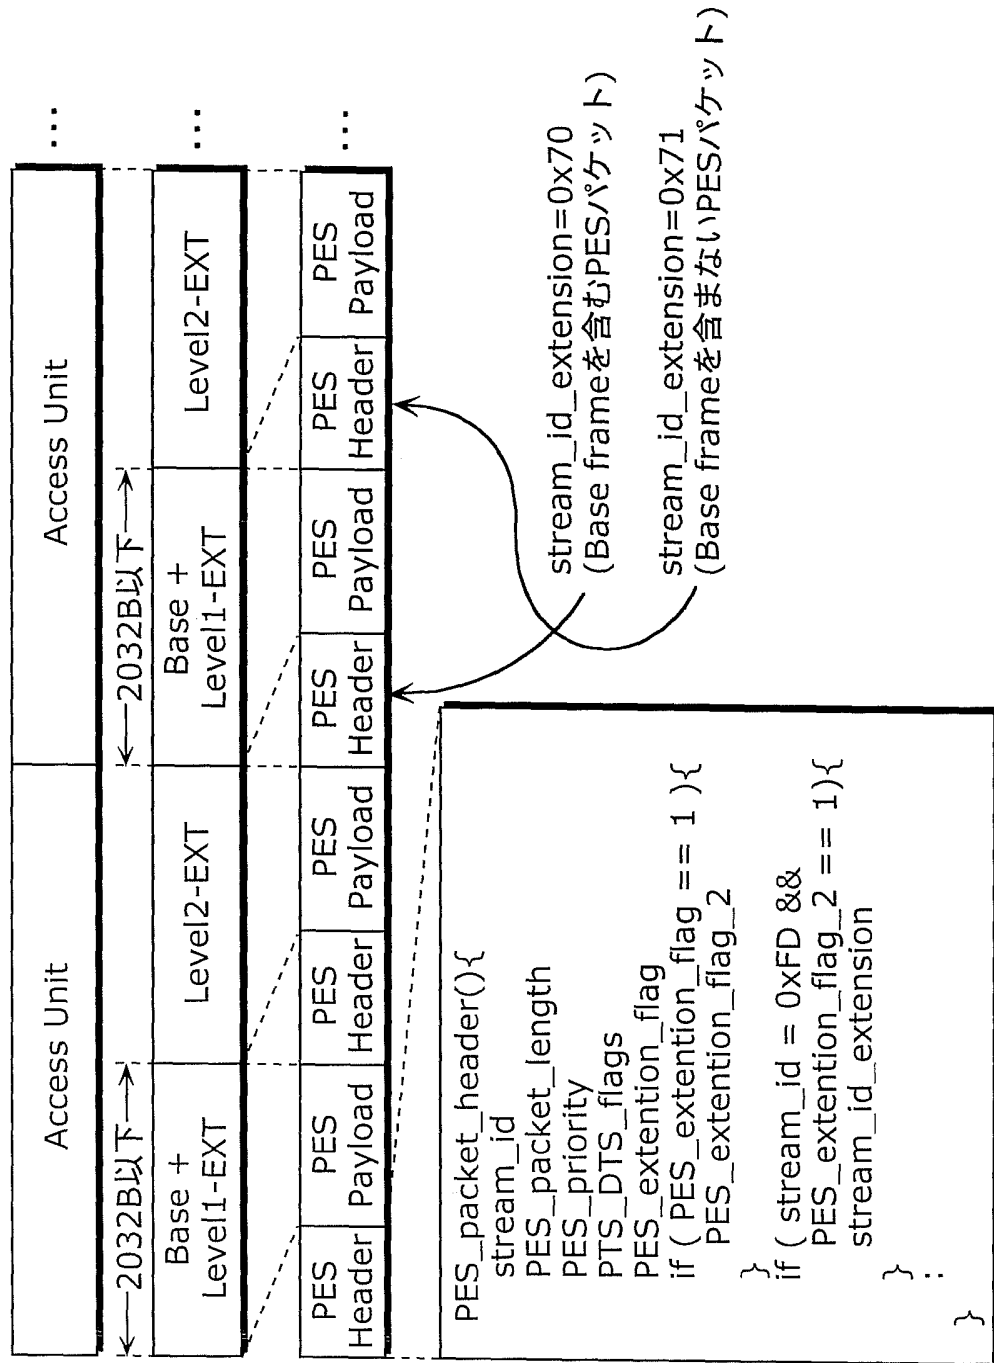 Access Unit
Access Unit
...
2032B以下
2032B以下
Base +
Level1-EXT
Level2-EXT
Base +
Level1-EXT
Level2-EXT
...
PES
Header
PES
Payload
PES
Header
PES
Payload
PES
Header
PES
Payload
PES
Header
PES
Payload
...
PES_packet_header(){
stream_id
PES_packet_length
PES_priority
PTS_DTS_flags
PES_extention_flag
if ( PES_extention_flag == 1 ){
PES_extention_flag_2
}
if ( stream_id = 0xFD &&
PES_extention_flag_2 == 1){
stream_id_extension
}
:
}
stream_id_extension=0x70
(Base frameを含むPESパケット)
stream_id_extension=0x71
(Base frameを含まないPESパケット)